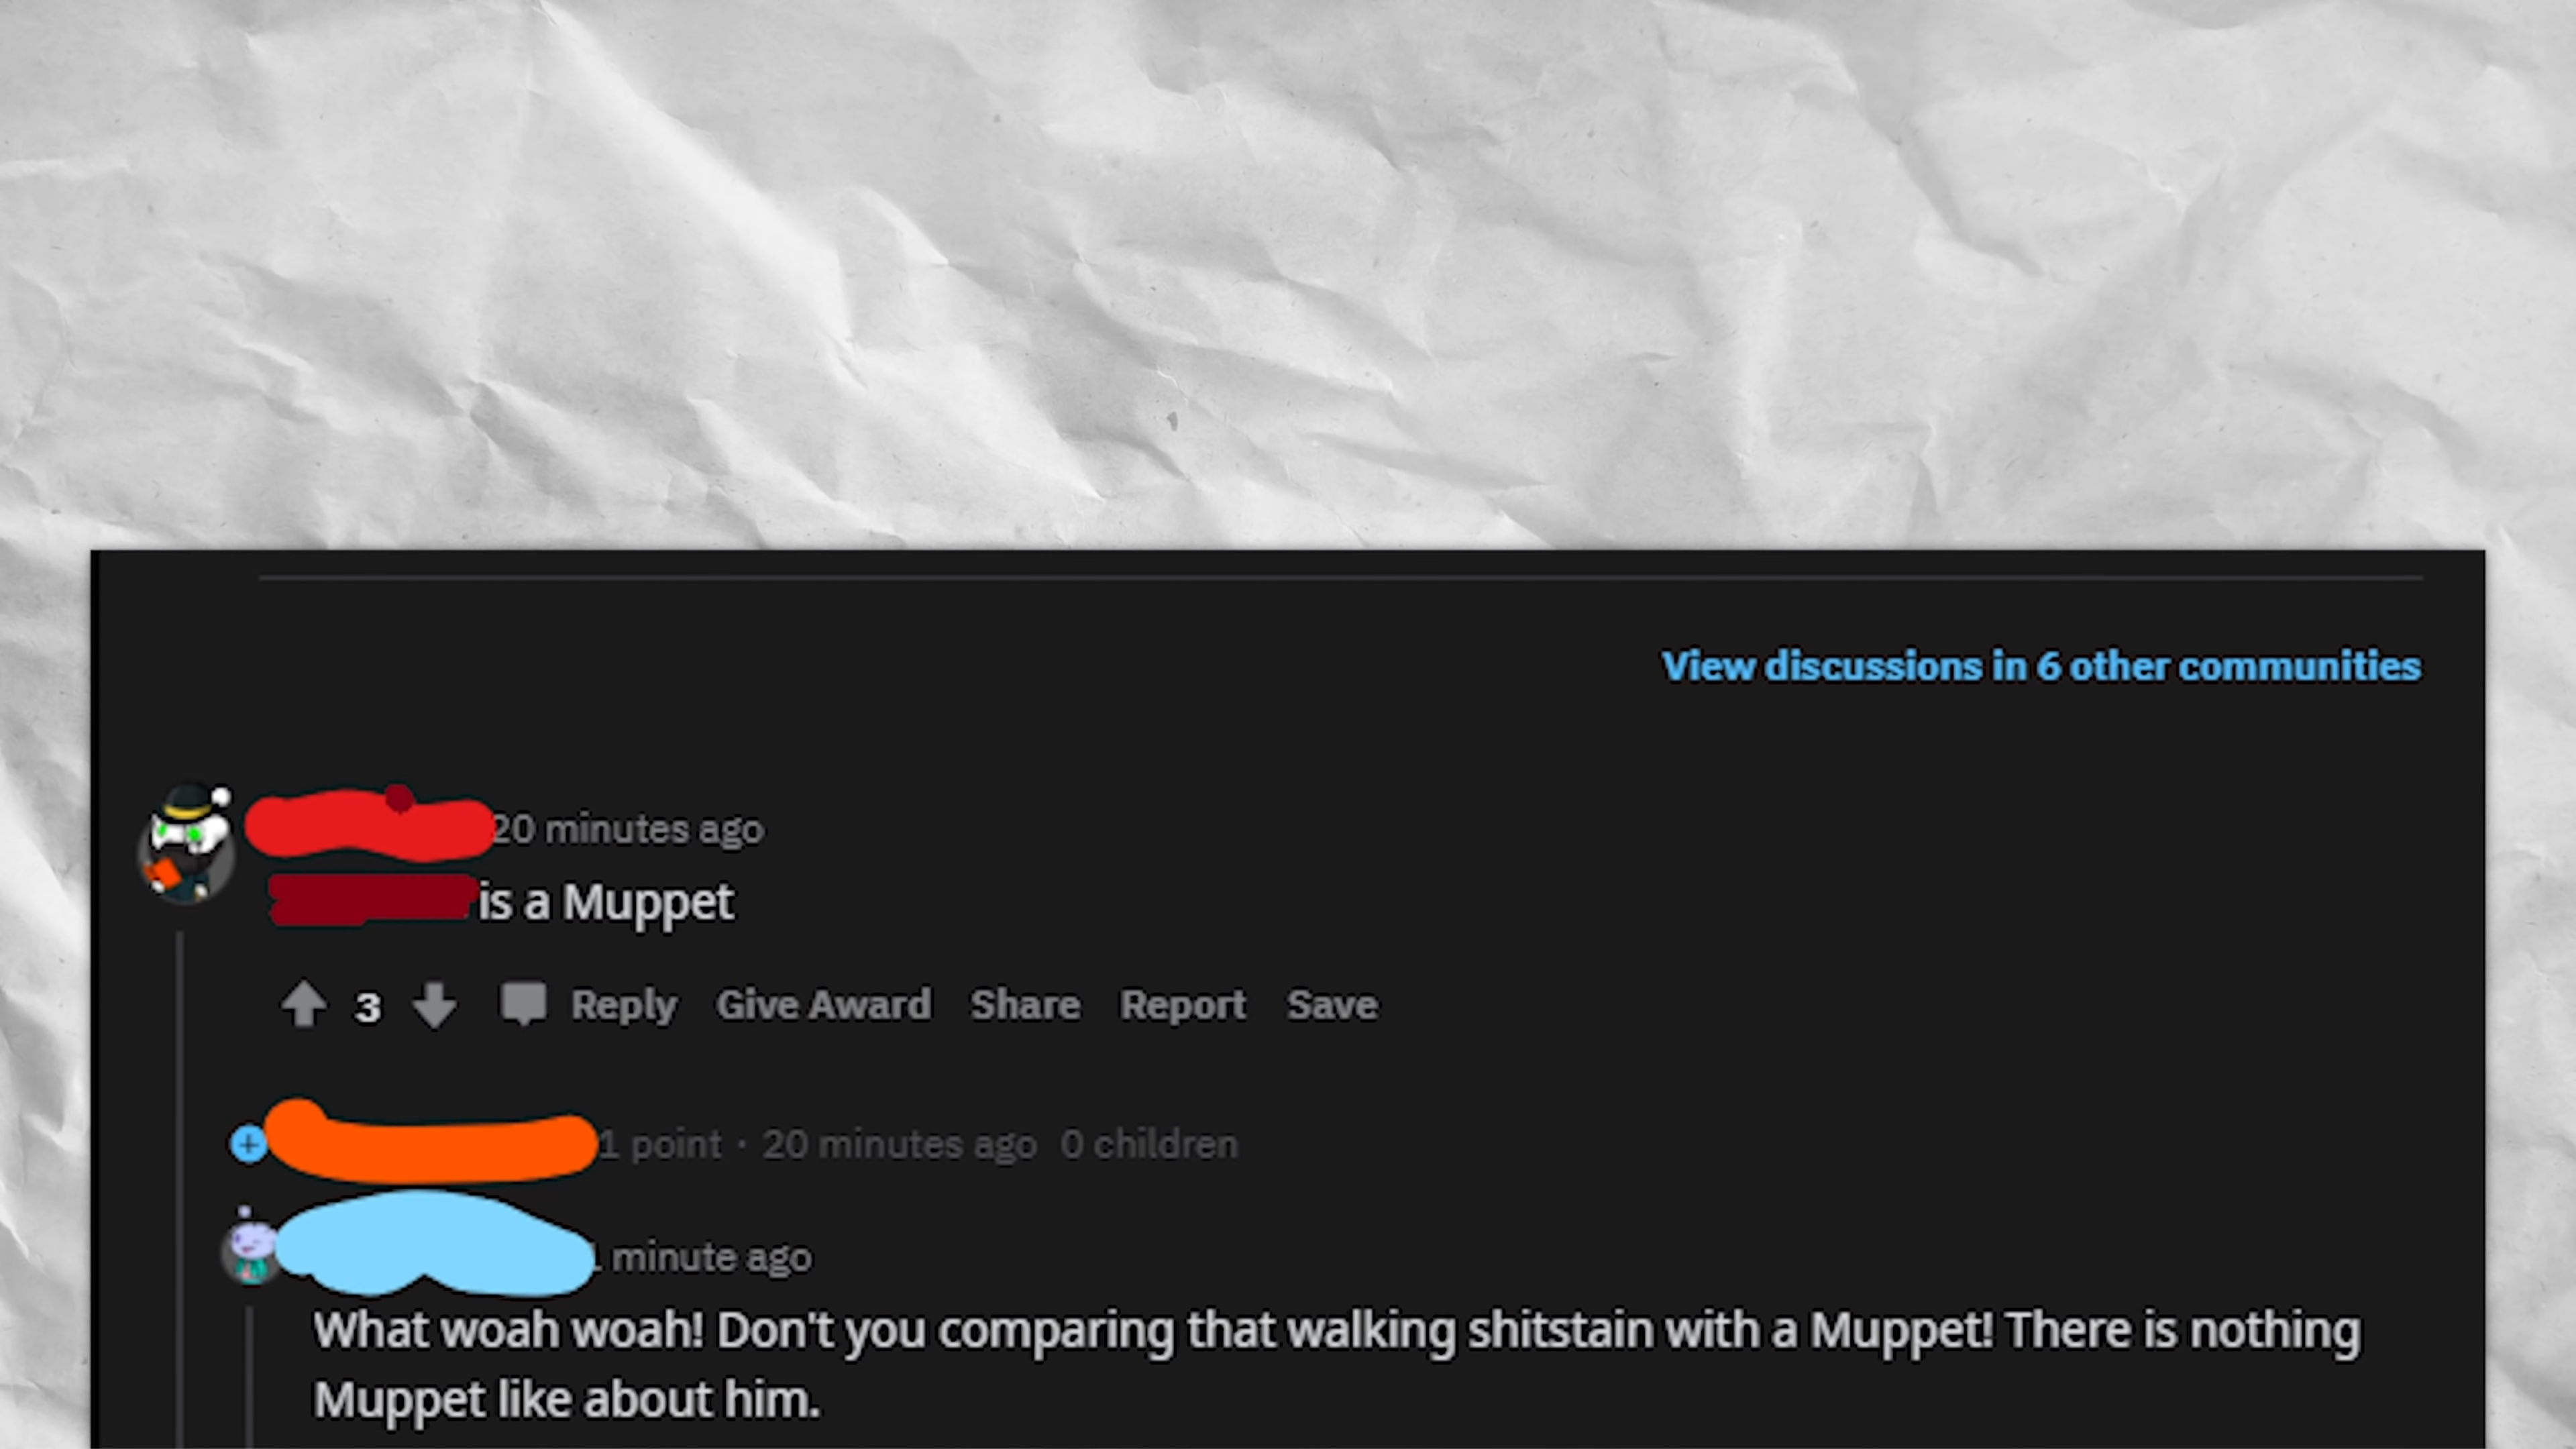 View discussions in 6 other communities
20 minutes ago
is a Muppet
3 Reply Give Award Share Report Save
1 point · 20 minutes ago 0 children
1 minute ago
What woah woah! Don't you comparing that walking shitstain with a Muppet! There is nothing
Muppet like about him.